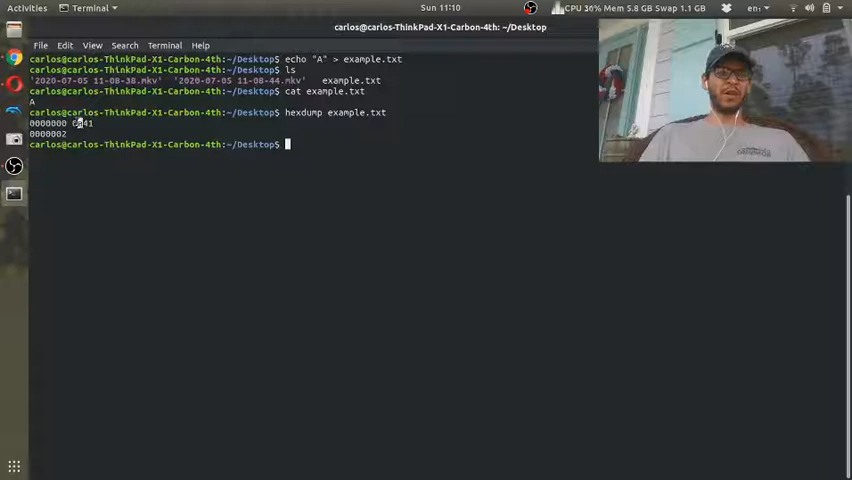 Activities Terminal Sun 11:10 CPU 36% Mem 5.8 GB Swap 1.1 GB en
carlos@carlos-ThinkPad-X1-Carbon-4th: ~/Desktop
File Edit View Search Terminal Help
carlos@carlos-ThinkPad-X1-Carbon-4th:~/Desktop$ echo "A" > example.txt
carlos@carlos-ThinkPad-X1-Carbon-4th:~/Desktop$ ls
'2020-07-05 11-08-38.mkv' '2020-07-05 11-08-44.mkv' example.txt
carlos@carlos-ThinkPad-X1-Carbon-4th:~/Desktop$ cat example.txt
A
carlos@carlos-ThinkPad-X1-Carbon-4th:~/Desktop$ hexdump example.txt
0000000 0a41
0000002
carlos@carlos-ThinkPad-X1-Carbon-4th:~/Desktop$